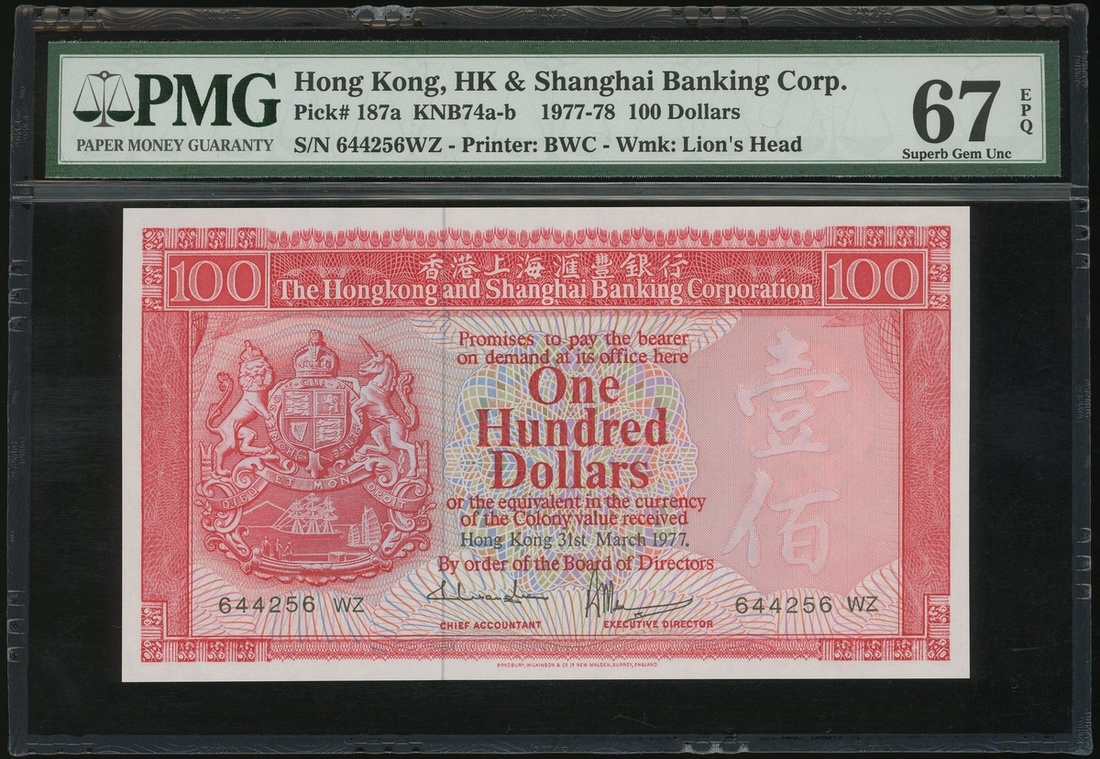 PMG
PAPER MONEY GUARANTY
Hong Kong, HK & Shanghai Banking Corp.
Pick# 187a KNB74a-b 1977-78 100 Dollars
S/N 644256WZ - Printer: BWC - Wmk: Lion's Head
67
EPQ
Superb Gem Unc
100
香港上海滙豐銀行
The Hongkong and Shanghai Banking Corporation
100
Promises to pay the bearer
on demand at its office here
One
Hundred
Dollars
or the equivalent in the currency
of the Colony value received
Hong Kong 31st March 1977.
By order of the Board of Directors
壹佰
DIEU ET MON DROIT
644256 WZ
644256 WZ
CHIEF ACCOUNTANT
EXECUTIVE DIRECTOR
BRADBURY, WILKINSON & Co Ld NEW MALDEN, SURREY, ENGLAND